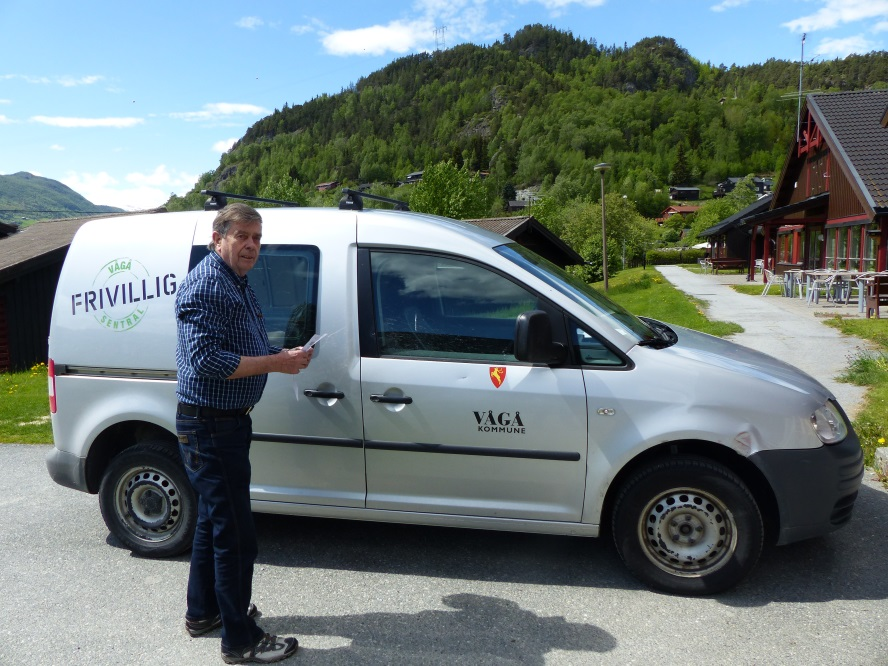 VÅGÅ
FRIVILLIG
SENTRAL
VÅGÅ
KOMMUNE